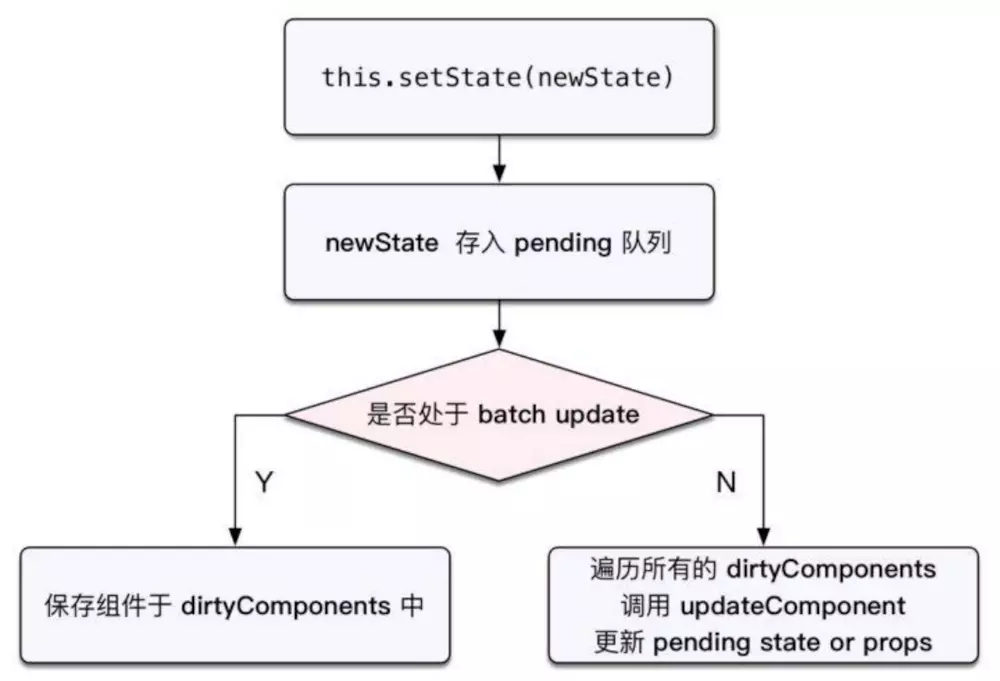 this.setState(newState)
newState 存入 pending 队列
是否处于 batch update
Y
N
保存组件于 dirtyComponents 中
遍历所有的 dirtyComponents
调用 updateComponent
更新 pending state or props